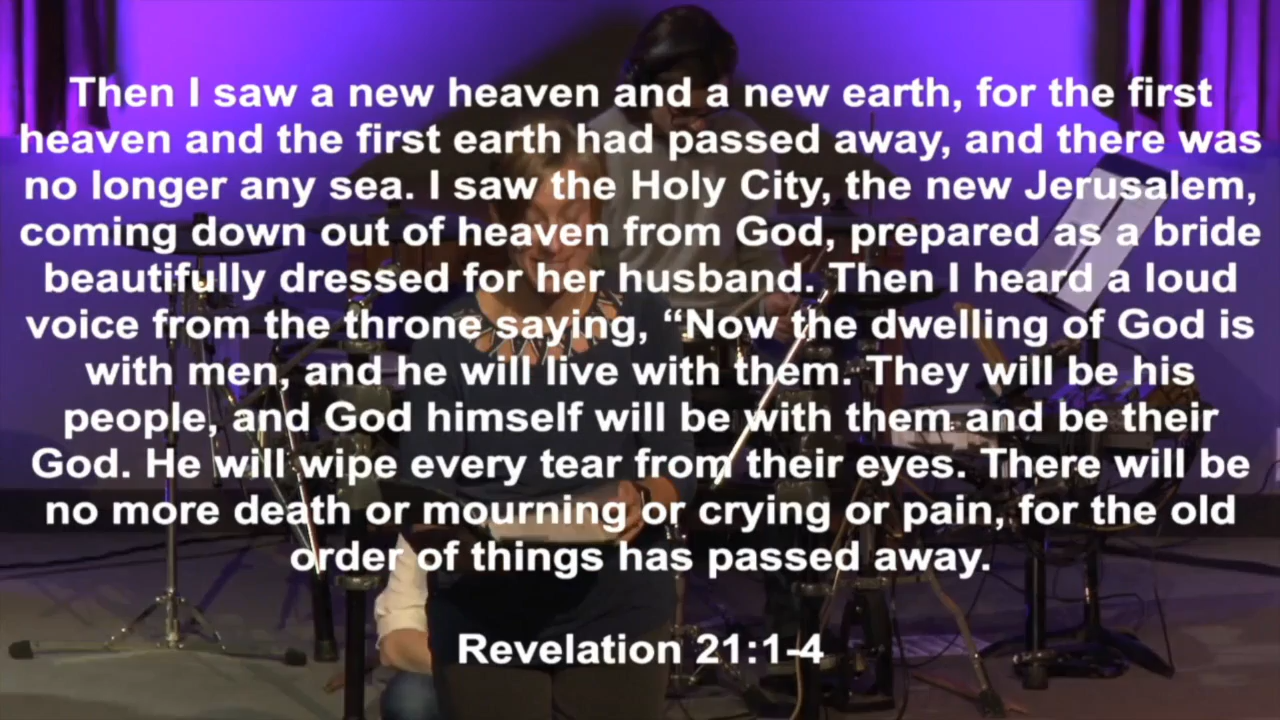 Then I saw a new heaven and a new earth, for the first
heaven and the first earth had passed away, and there was
no longer any sea. I saw the Holy City, the new Jerusalem,
coming down out of heaven from God, prepared as a bride
beautifully dressed for her husband. Then I heard a loud
voice from the throne saying, “Now the dwelling of God is
with men, and he will live with them. They will be his
people, and God himself will be with them and be their
God. He will wipe every tear from their eyes. There will be
no more death or mourning or crying or pain, for the old
order of things has passed away.
Revelation 21:1-4